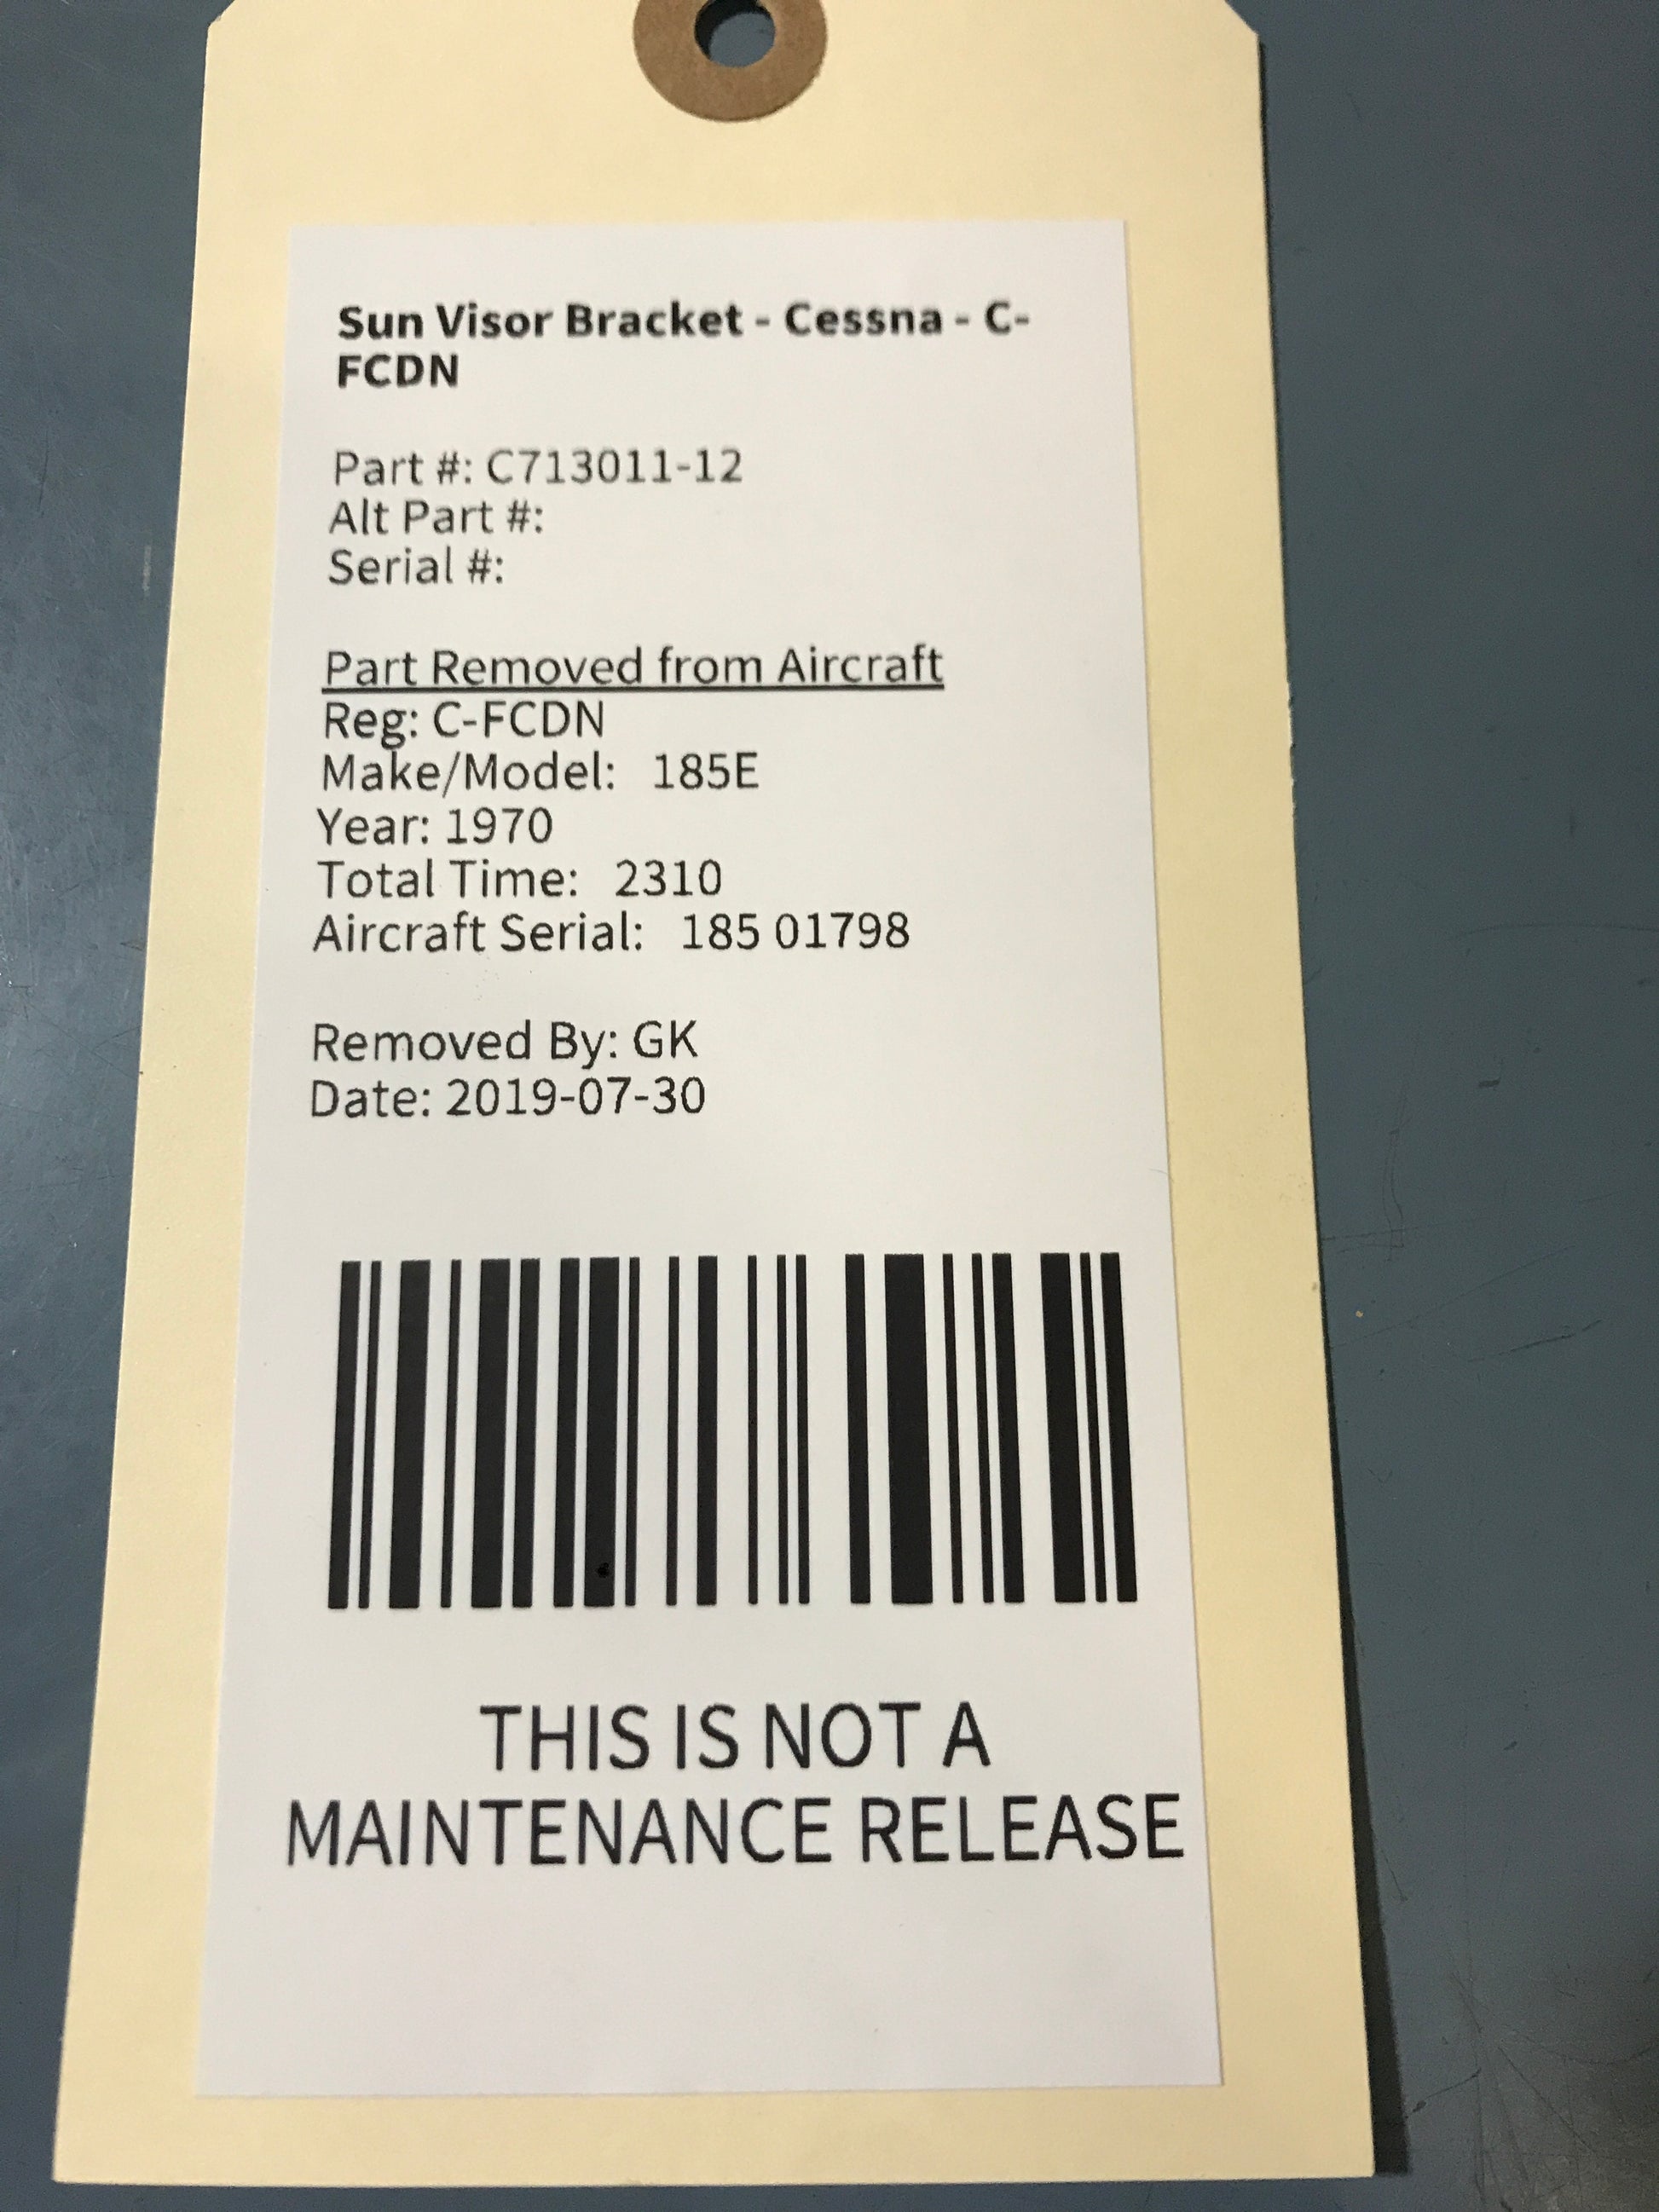 Sun Visor Bracket - Cessna - C-
FCDN
Part #: C713011-12
Alt Part #:
Serial #:
Part Removed from Aircraft
Reg: C-FCDN
Make/Model: 185E
Year: 1970
Total Time: 2310
Aircraft Serial: 185 01798
Removed By: GK
Date: 2019-07-30
THIS IS NOT A
MAINTENANCE RELEASE